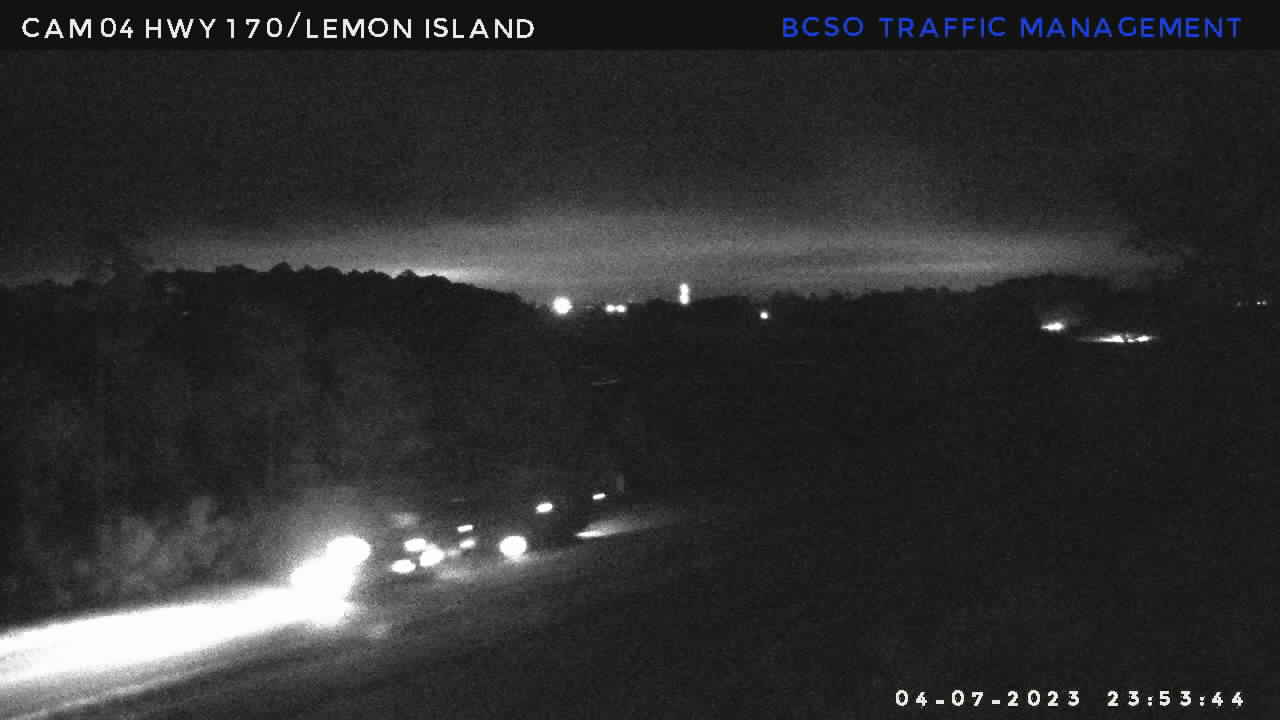 CAM04 HWY 170/LEMON ISLAND
BCSO TRAFFIC MANAGEMENT
04-07-2023 23:53:44